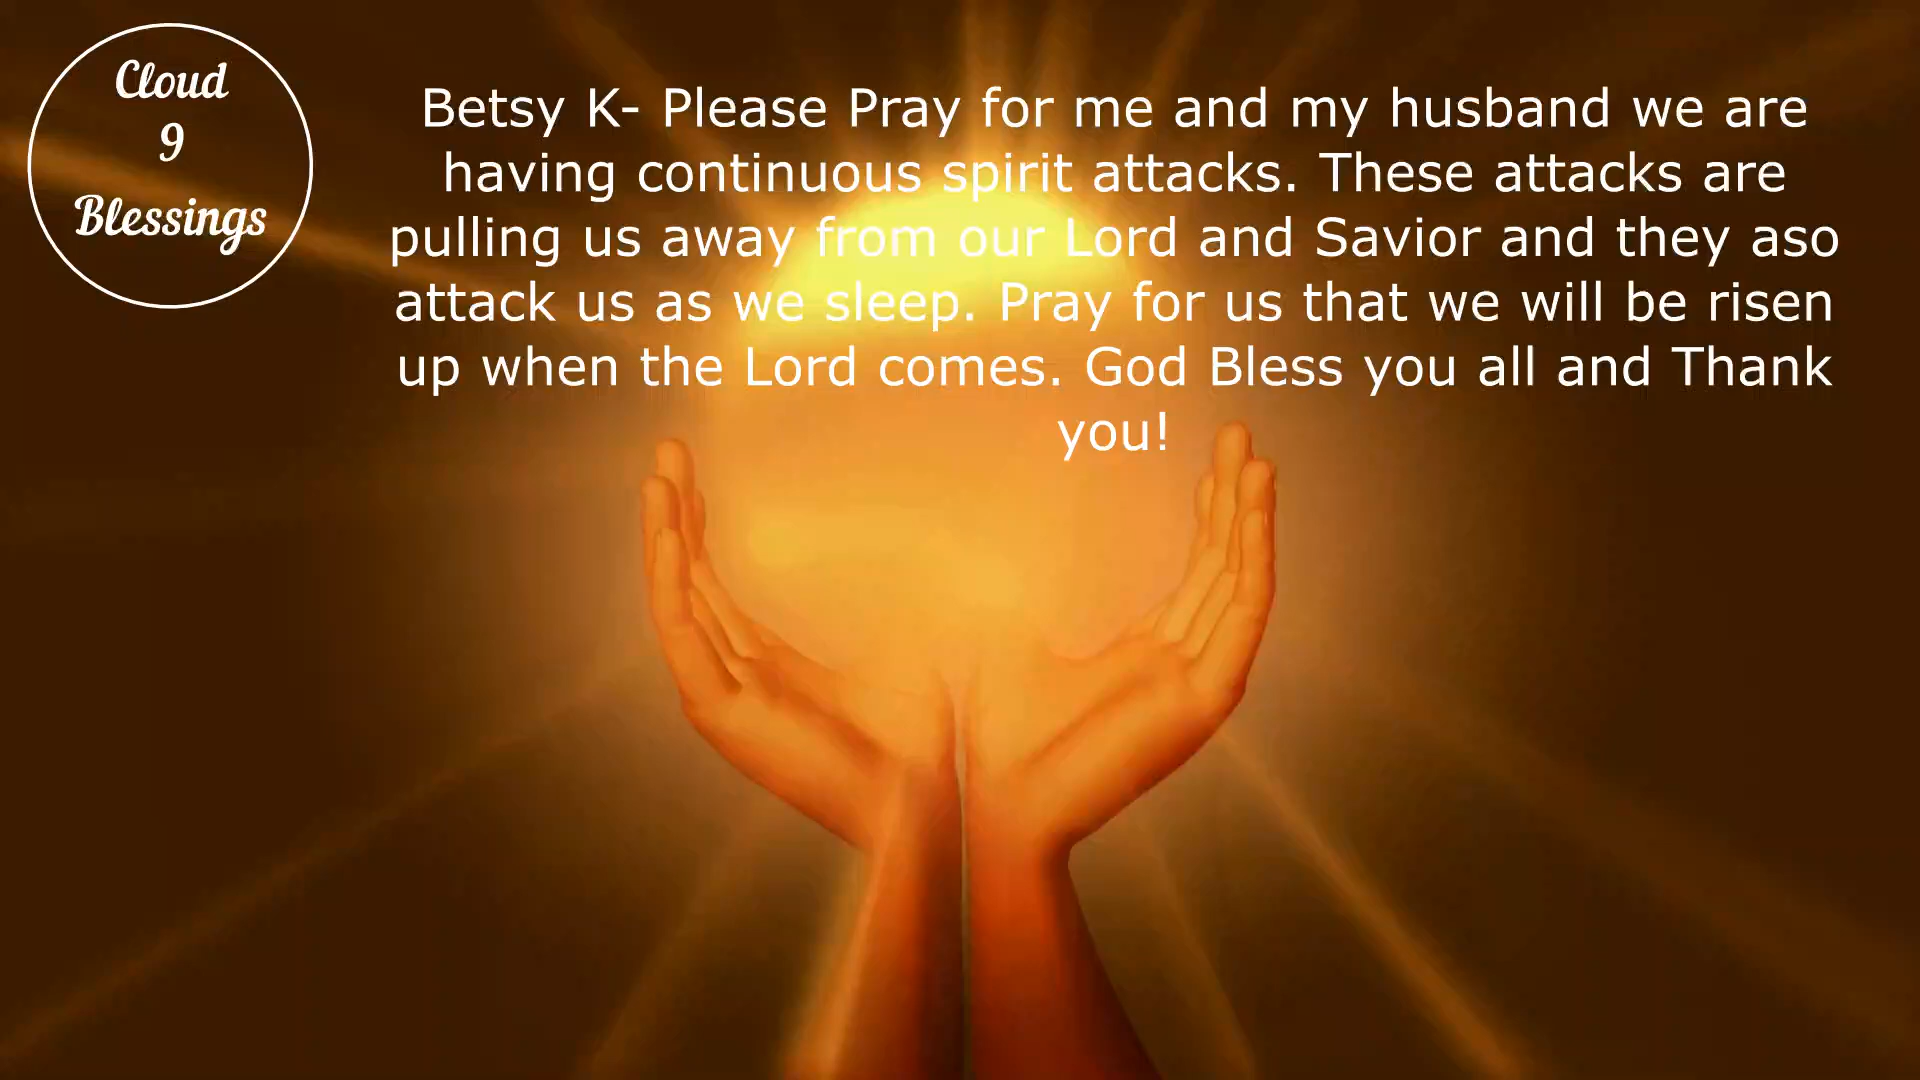 Cloud
9
Blessings
Betsy K- Please Pray for me and my husband we are
having continuous spirit attacks. These attacks are
pulling us away from our Lord and Savior and they aso
attack us as we sleep. Pray for us that we will be risen
up when the Lord comes. God Bless you all and Thank
you!